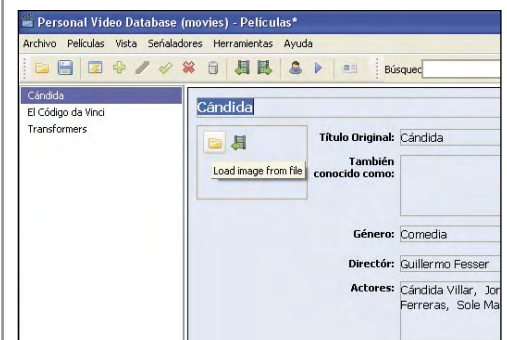 Personal Video Database (movies) - Películas*
Archivo Películas Vista Señaladores Herramientas Ayuda
Búsquec
Cándida
El Código da Vinci
Transformers
Cándida
Load image from file
Título Original: Cándida
También
conocido como:
Género: Comedia
Directór: Guillermo Fesser
Actores: Cándida Villar, Jor
Ferreras, Sole Ma